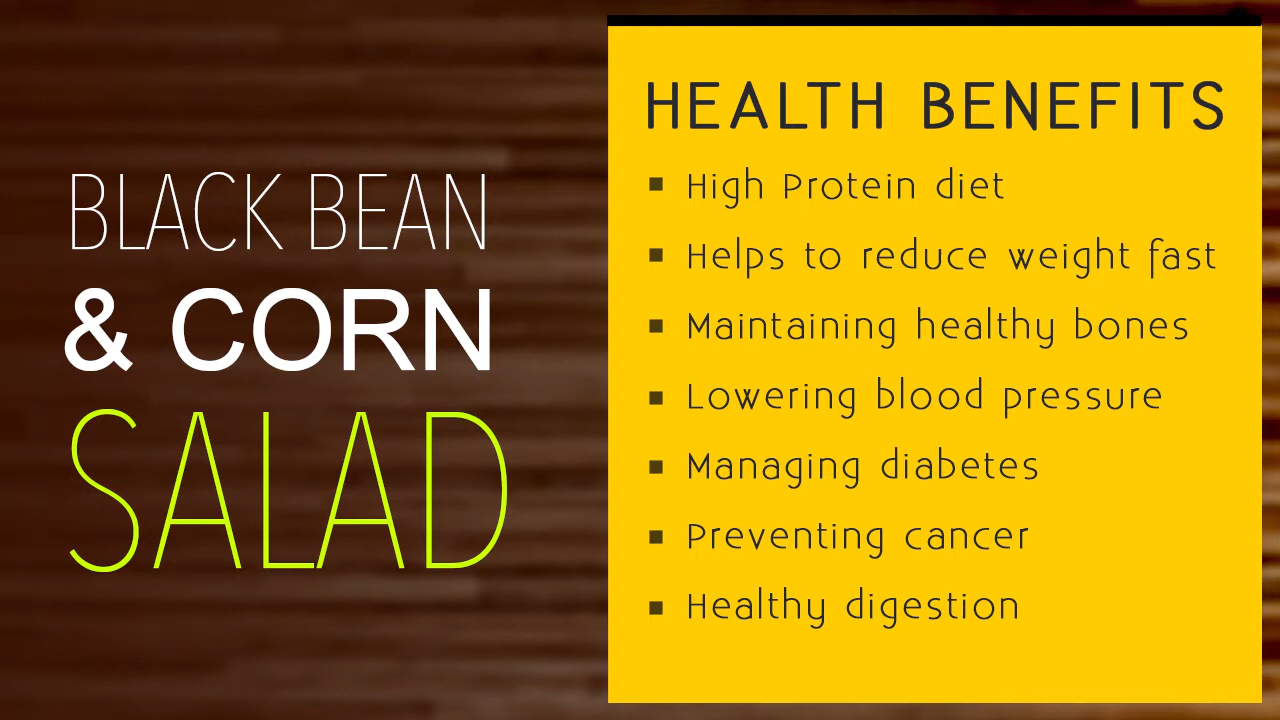 BLACK BEAN
& CORN
SALAD
HEALTH BENEFITS
▪ High Protein diet
▪ Helps to reduce weight fast
▪ Maintaining healthy bones
▪ Lowering blood pressure
▪ Managing diabetes
▪ Preventing cancer
▪ Healthy digestion